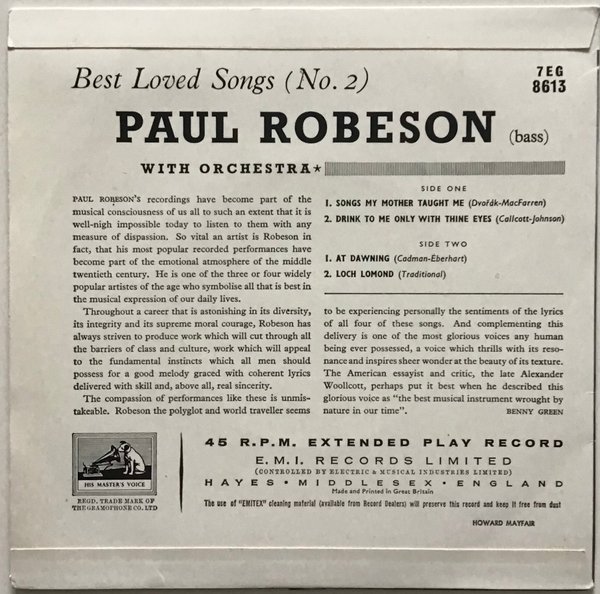 Best Loved Songs (No. 2)
7EG
8613
PAUL ROBESON (bass)
WITH ORCHESTRA★
PAUL ROBESON'S recordings have become part of the
musical consciousness of us all to such an extent that it is
well-nigh impossible today to listen to them with any
measure of dispassion. So vital an artist is Robeson in
fact, that his most popular recorded performances have
become part of the emotional atmosphere of the middle
twentieth century. He is one of the three or four widely
popular artistes of the age who symbolise all that is best in
the musical expression of our daily lives.
Throughout a career that is astonishing in its diversity,
its integrity and its supreme moral courage, Robeson has
always striven to produce work which will cut through all
the barriers of class and culture, work which will appeal
to the fundamental instincts which all men should
possess for a good melody graced with coherent lyrics
delivered with skill and, above all, real sincerity.
The compassion of performances like these is unmis-
takeable. Robeson the polyglot and world traveller seems
SIDE ONE
1. SONGS MY MOTHER TAUGHT ME (Dvořák-MacFarren)
2. DRINK TO ME ONLY WITH THINE EYES (Callcott-Johnson)
SIDE TWO
1. AT DAWNING (Cadman-Eberhart)
2. LOCH LOMOND (Traditional)
to be experiencing personally the sentiments of the lyrics
of all four of these songs. And complementing this
delivery is one of the most glorious voices any human
being ever possessed, a voice which thrills with its reso-
nance and inspires sheer wonder at the beauty of its texture.
The American essayist and critic, the late Alexander
Woollcott, perhaps put it best when he described this
glorious voice as "the best musical instrument wrought by
nature in our time". BENNY GREEN
HIS MASTER'S VOICE
REGD. TRADE MARK OF
THE GRAMOPHONE CO. LTD
45 R.P.M. EXTENDED PLAY RECORD
E.M.I. RECORDS LIMITED
(CONTROLLED BY ELECTRIC & MUSICAL INDUSTRIES LIMITED)
HAYES • MIDDLESEX • ENGLAND
Made and Printed in Great Britain
The use of "EMITEX" cleaning material (available from Record Dealers) will preserve this record and keep it free from dust
HOWARD MAYFAIR